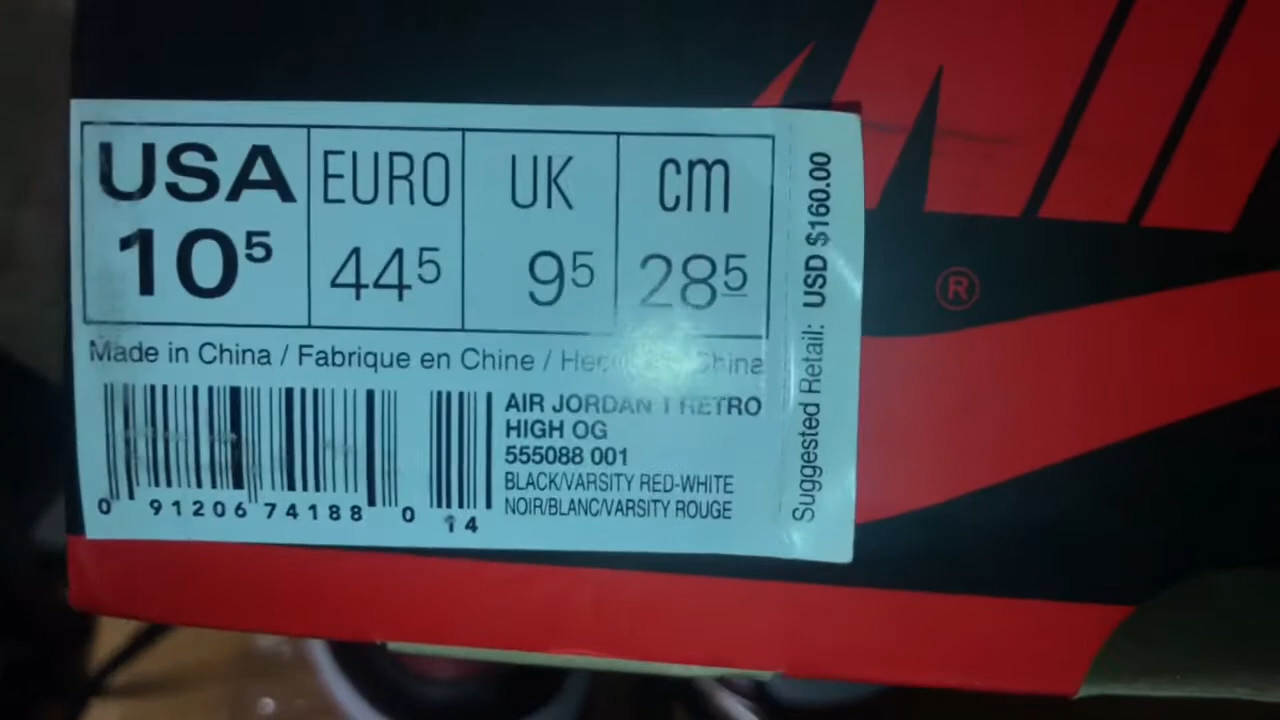 USA EURO UK cm
10⁵ 44⁵ 9⁵ 28⁵
Made in China / Fabrique en Chine / China
AIR JORDAN 1 RETRO
HIGH OG
555088 001
BLACK/VARSITY RED-WHITE
NOIR/BLANC/VARSITY ROUGE
0 91206 74188 0 14
Suggested Retail: USD $160.00
®